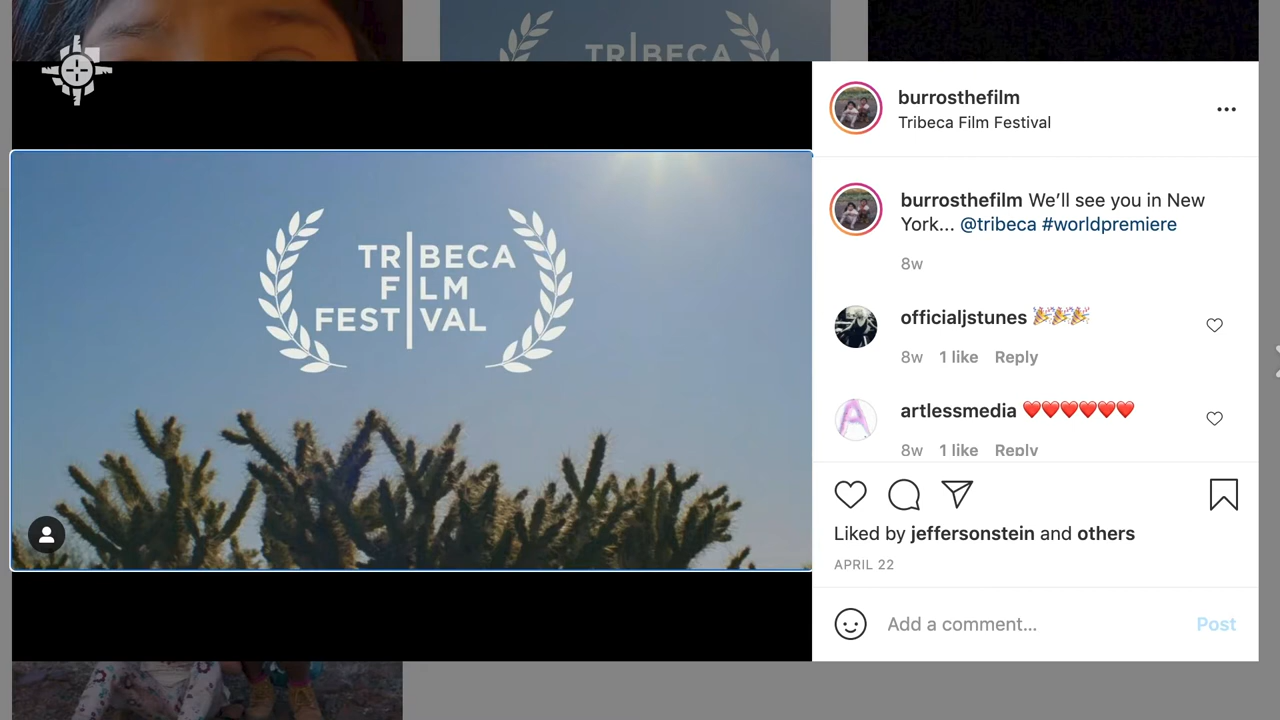 TRIBECA
burrosthefilm
Tribeca Film Festival
TRIBECA
FILM
FESTIVAL
burrosthefilm We’ll see you in New
York... @tribeca #worldpremiere
8w
officialjstunes 🎉🎉🎉
8w 1 like Reply
artlessmedia ❤️❤️❤️❤️❤️❤️
8w 1 like Reply
Liked by jeffersonstein and others
APRIL 22
Add a comment...
Post